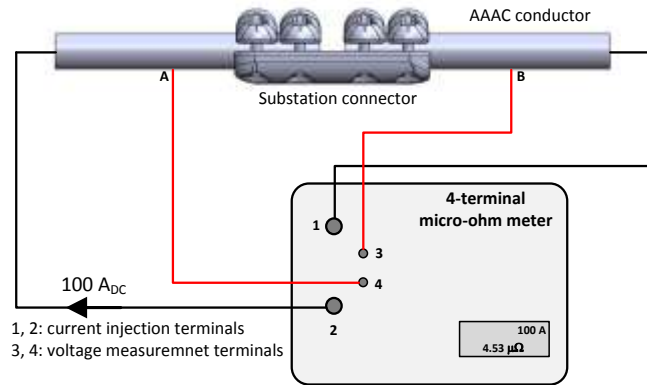 AAAC conductor
A
B
Substation connector
4-terminal
micro-ohm meter
1
3
4
100 ADC
2
1, 2: current injection terminals
3, 4: voltage measuremnet terminals
100 A
4.53 μΩ